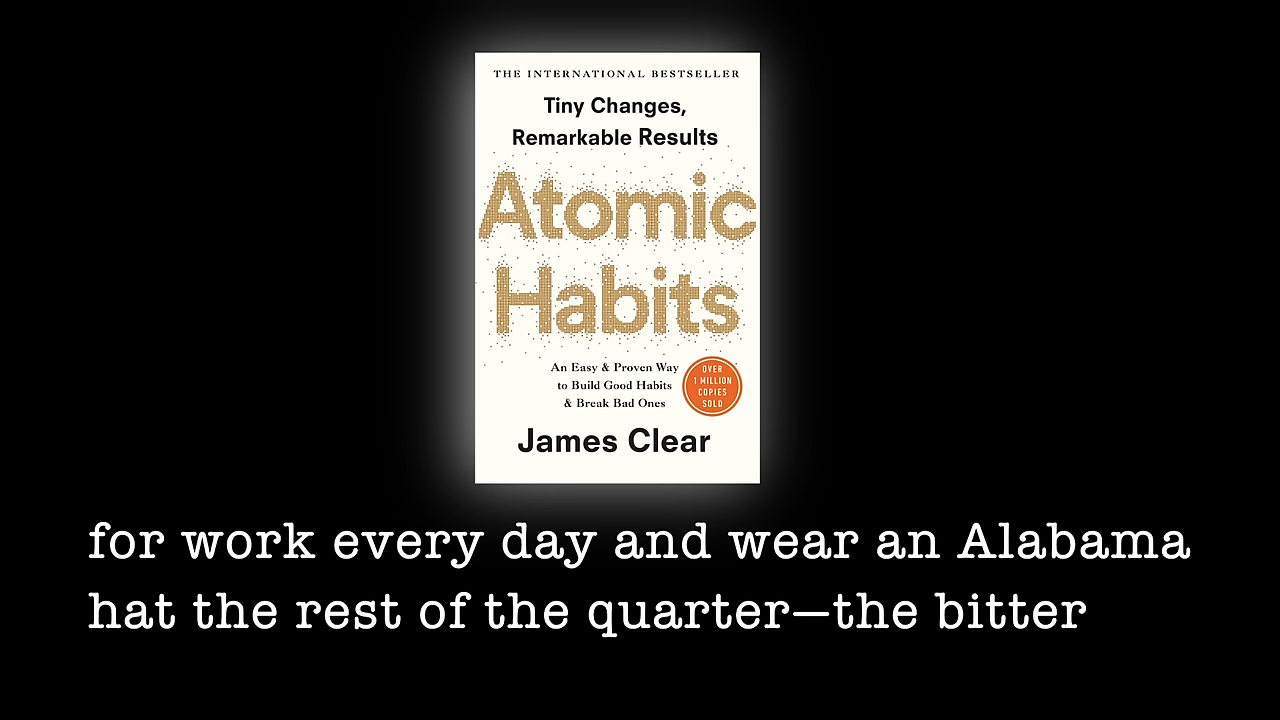 THE INTERNATIONAL BESTSELLER
Tiny Changes,
Remarkable Results
Atomic
Habits
An Easy & Proven Way
to Build Good Habits
& Break Bad Ones
OVER
1 MILLION
COPIES
SOLD
James Clear
for work every day and wear an Alabama
hat the rest of the quarter—the bitter